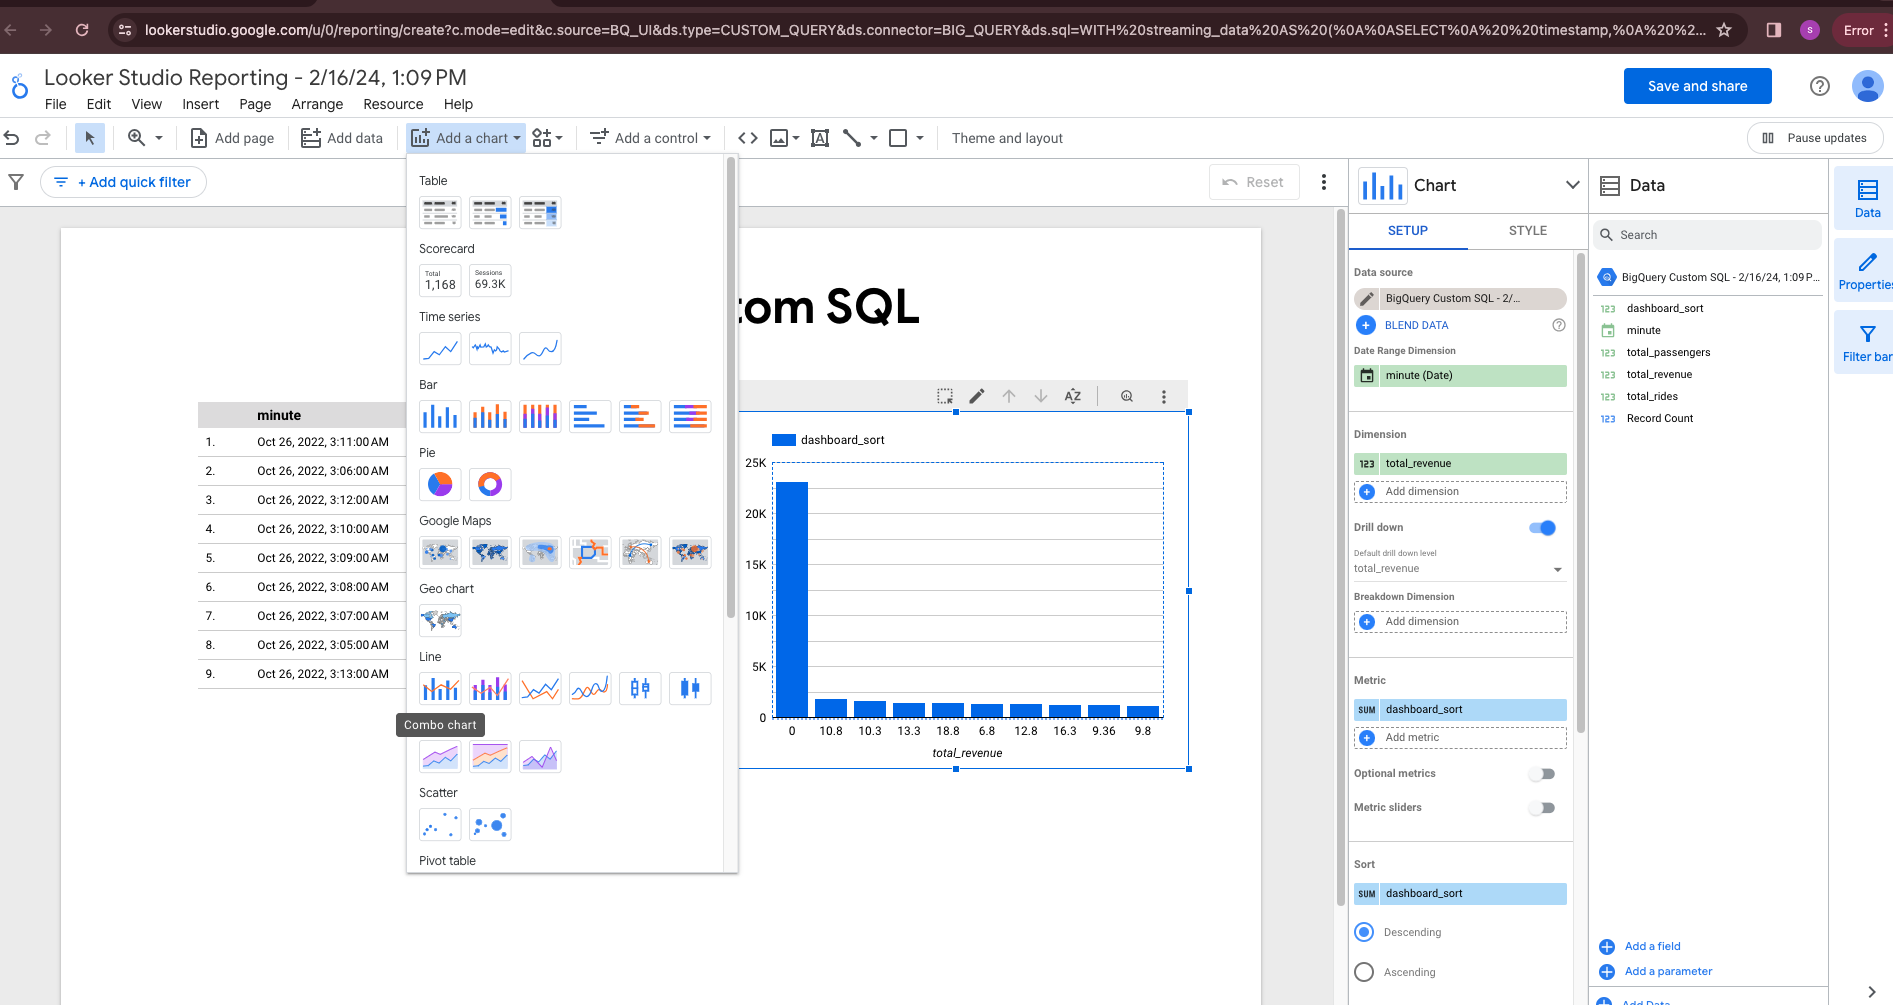 lookerstudio.google.com/u/0/reporting/create?c.mode=edit&c.source=BQ_UI&ds.type=CUSTOM_QUERY&ds.connector=BIG_QUERY&ds.sql=WITH%20streaming_data%20AS%20(%0A%0ASELECT%0A%20%20timestamp,%0A%20%2...
S
Error
Looker Studio Reporting - 2/16/24, 1:09 PM
File Edit View Insert Page Arrange Resource Help
Save and share
Add page
Add data
Add a chart
Add a control
Theme and layout
Pause updates
+ Add quick filter
Reset
Table
Scorecard
Total
1,168
Sessions
69.3K
Time series
Bar
Pie
Google Maps
Geo chart
Line
Combo chart
Scatter
Pivot table
tom SQL
minute
1. Oct 26, 2022, 3:11:00 AM
2. Oct 26, 2022, 3:06:00 AM
3. Oct 26, 2022, 3:12:00 AM
4. Oct 26, 2022, 3:10:00 AM
5. Oct 26, 2022, 3:09:00 AM
6. Oct 26, 2022, 3:08:00 AM
7. Oct 26, 2022, 3:07:00 AM
8. Oct 26, 2022, 3:05:00 AM
9. Oct 26, 2022, 3:13:00 AM
AZ
dashboard_sort
25K
20K
15K
10K
5K
0
0 10.8 10.3 13.3 18.8 6.8 12.8 16.3 9.36 9.8
total_revenue
Chart
SETUP STYLE
Data source
BigQuery Custom SQL - 2/...
BLEND DATA
Date Range Dimension
minute (Date)
Dimension
123 total_revenue
Add dimension
Drill down
Default drill down level
total_revenue
Breakdown Dimension
Add dimension
Metric
SUM dashboard_sort
Add metric
Optional metrics
Metric sliders
Sort
SUM dashboard_sort
Descending
Ascending
Data
Search
BigQuery Custom SQL - 2/16/24, 1:09 P...
123 dashboard_sort
minute
123 total_passengers
123 total_revenue
123 total_rides
123 Record Count
Add a field
Add a parameter
Add Data
Data
Properties
Filter bar